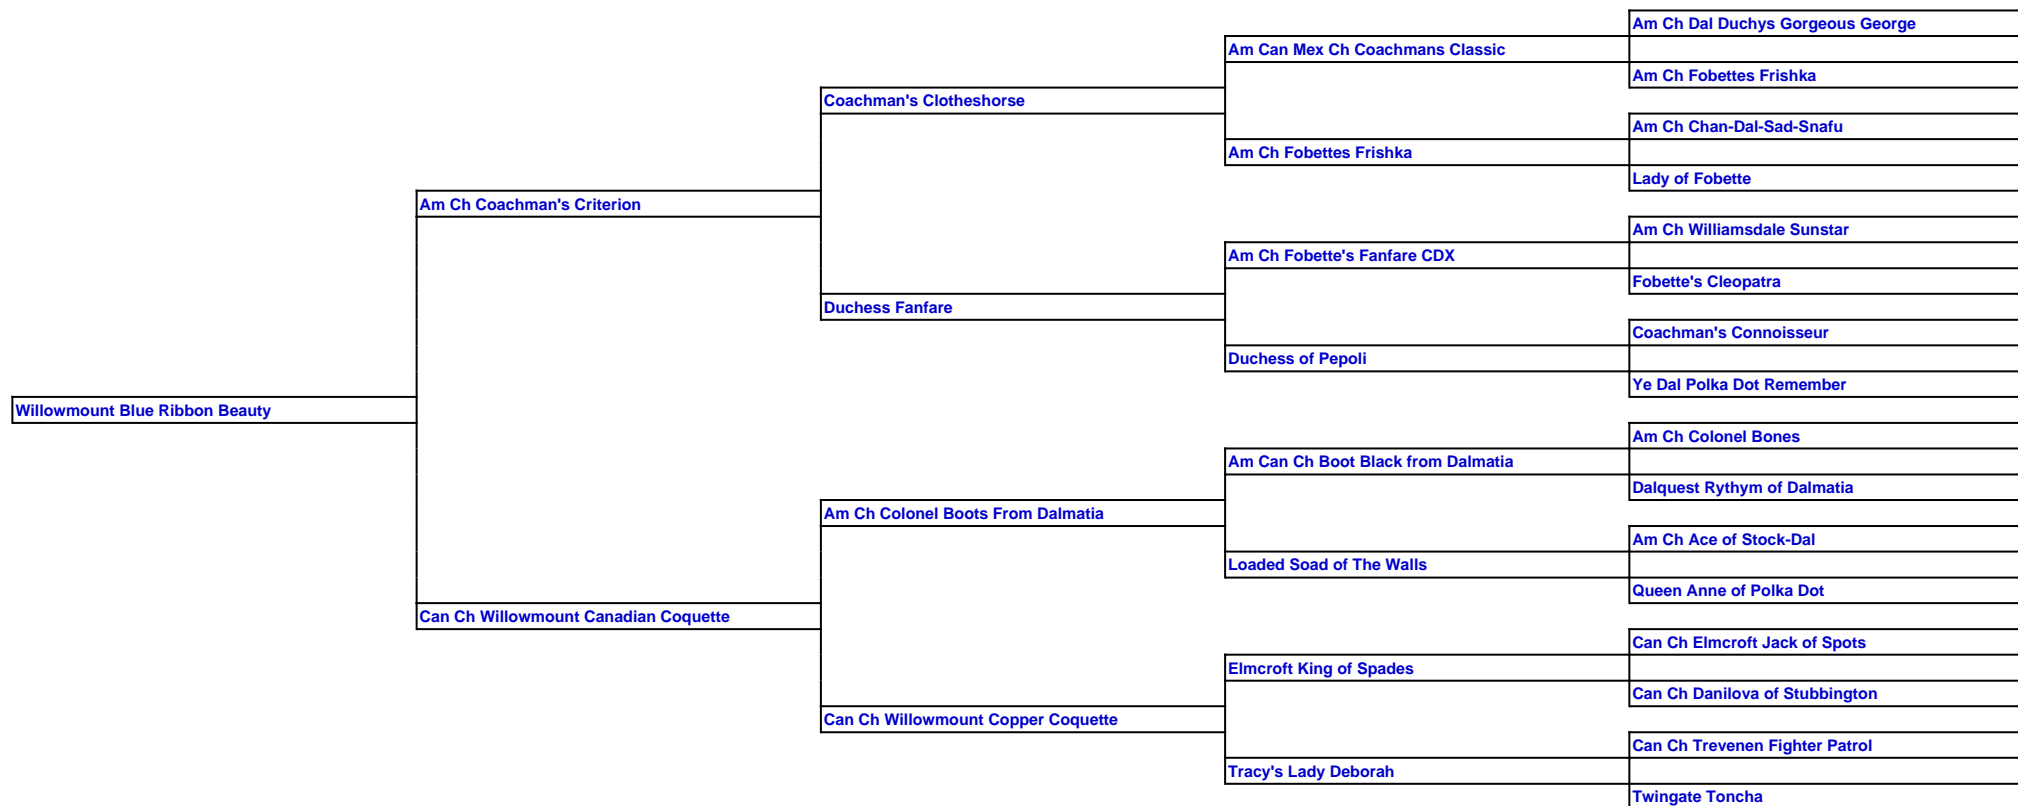 Am Ch Dal Duchys Gorgeous George
Am Can Mex Ch Coachmans Classic
Am Ch Fobettes Frishka
Coachman's Clotheshorse
Am Ch Chan-Dal-Sad-Snafu
Am Ch Fobettes Frishka
Lady of Fobette
Am Ch Coachman's Criterion
Am Ch Williamsdale Sunstar
Am Ch Fobette's Fanfare CDX
Fobette's Cleopatra
Duchess Fanfare
Coachman's Connoisseur
Duchess of Pepoli
Ye Dal Polka Dot Remember
Willowmount Blue Ribbon Beauty
Am Ch Colonel Bones
Am Can Ch Boot Black from Dalmatia
Dalquest Rythym of Dalmatia
Am Ch Colonel Boots From Dalmatia
Am Ch Ace of Stock-Dal
Loaded Soad of The Walls
Queen Anne of Polka Dot
Can Ch Willowmount Canadian Coquette
Can Ch Elmcroft Jack of Spots
Elmcroft King of Spades
Can Ch Danilova of Stubbington
Can Ch Willowmount Copper Coquette
Can Ch Trevenen Fighter Patrol
Tracy's Lady Deborah
Twingate Toncha